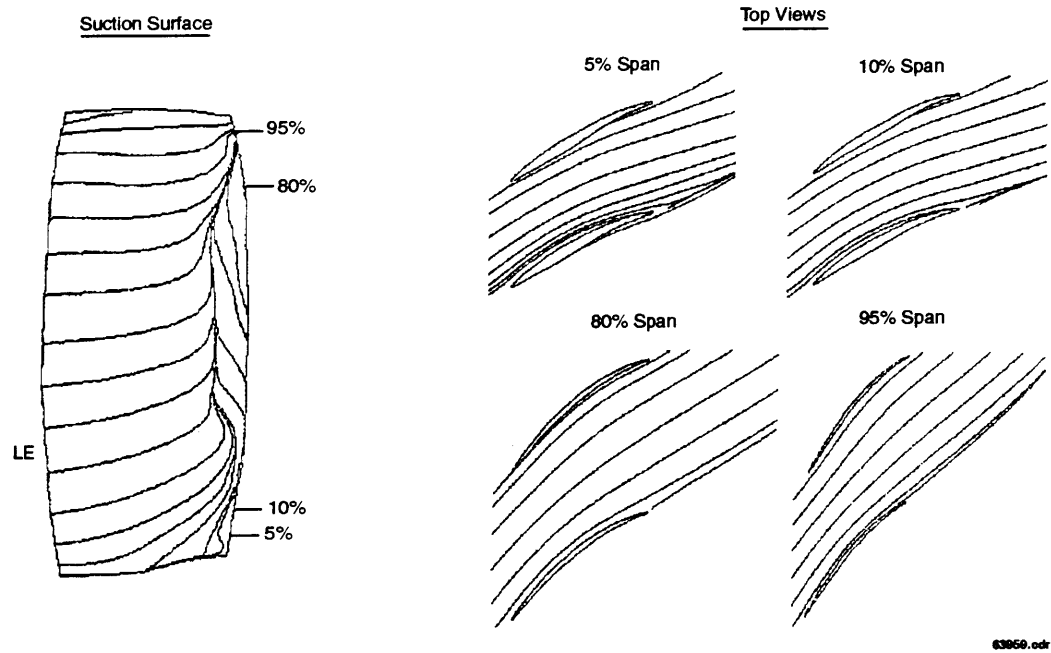 Suction Surface
95%
80%
LE
10%
5%
Top Views
5% Span
10% Span
80% Span
95% Span
63959.cdr